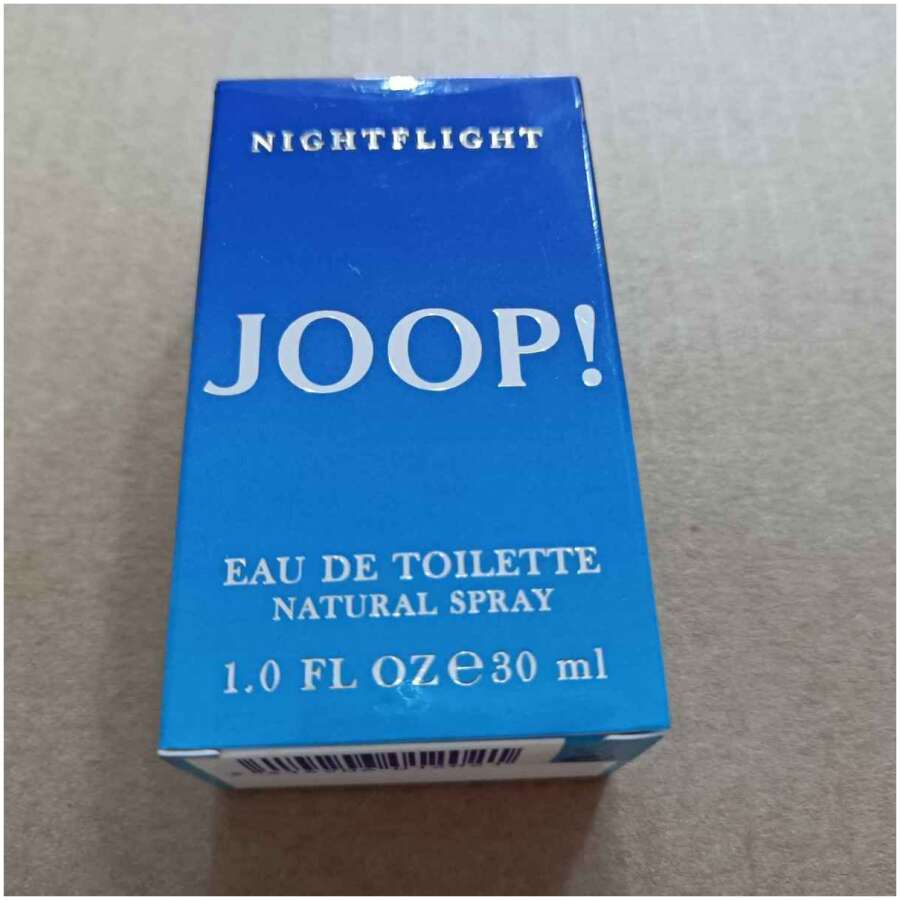 NIGHTFLIGHT
JOOP!
EAU DE TOILETTE
NATURAL SPRAY
1.0 FL OZ ℮ 30 ml